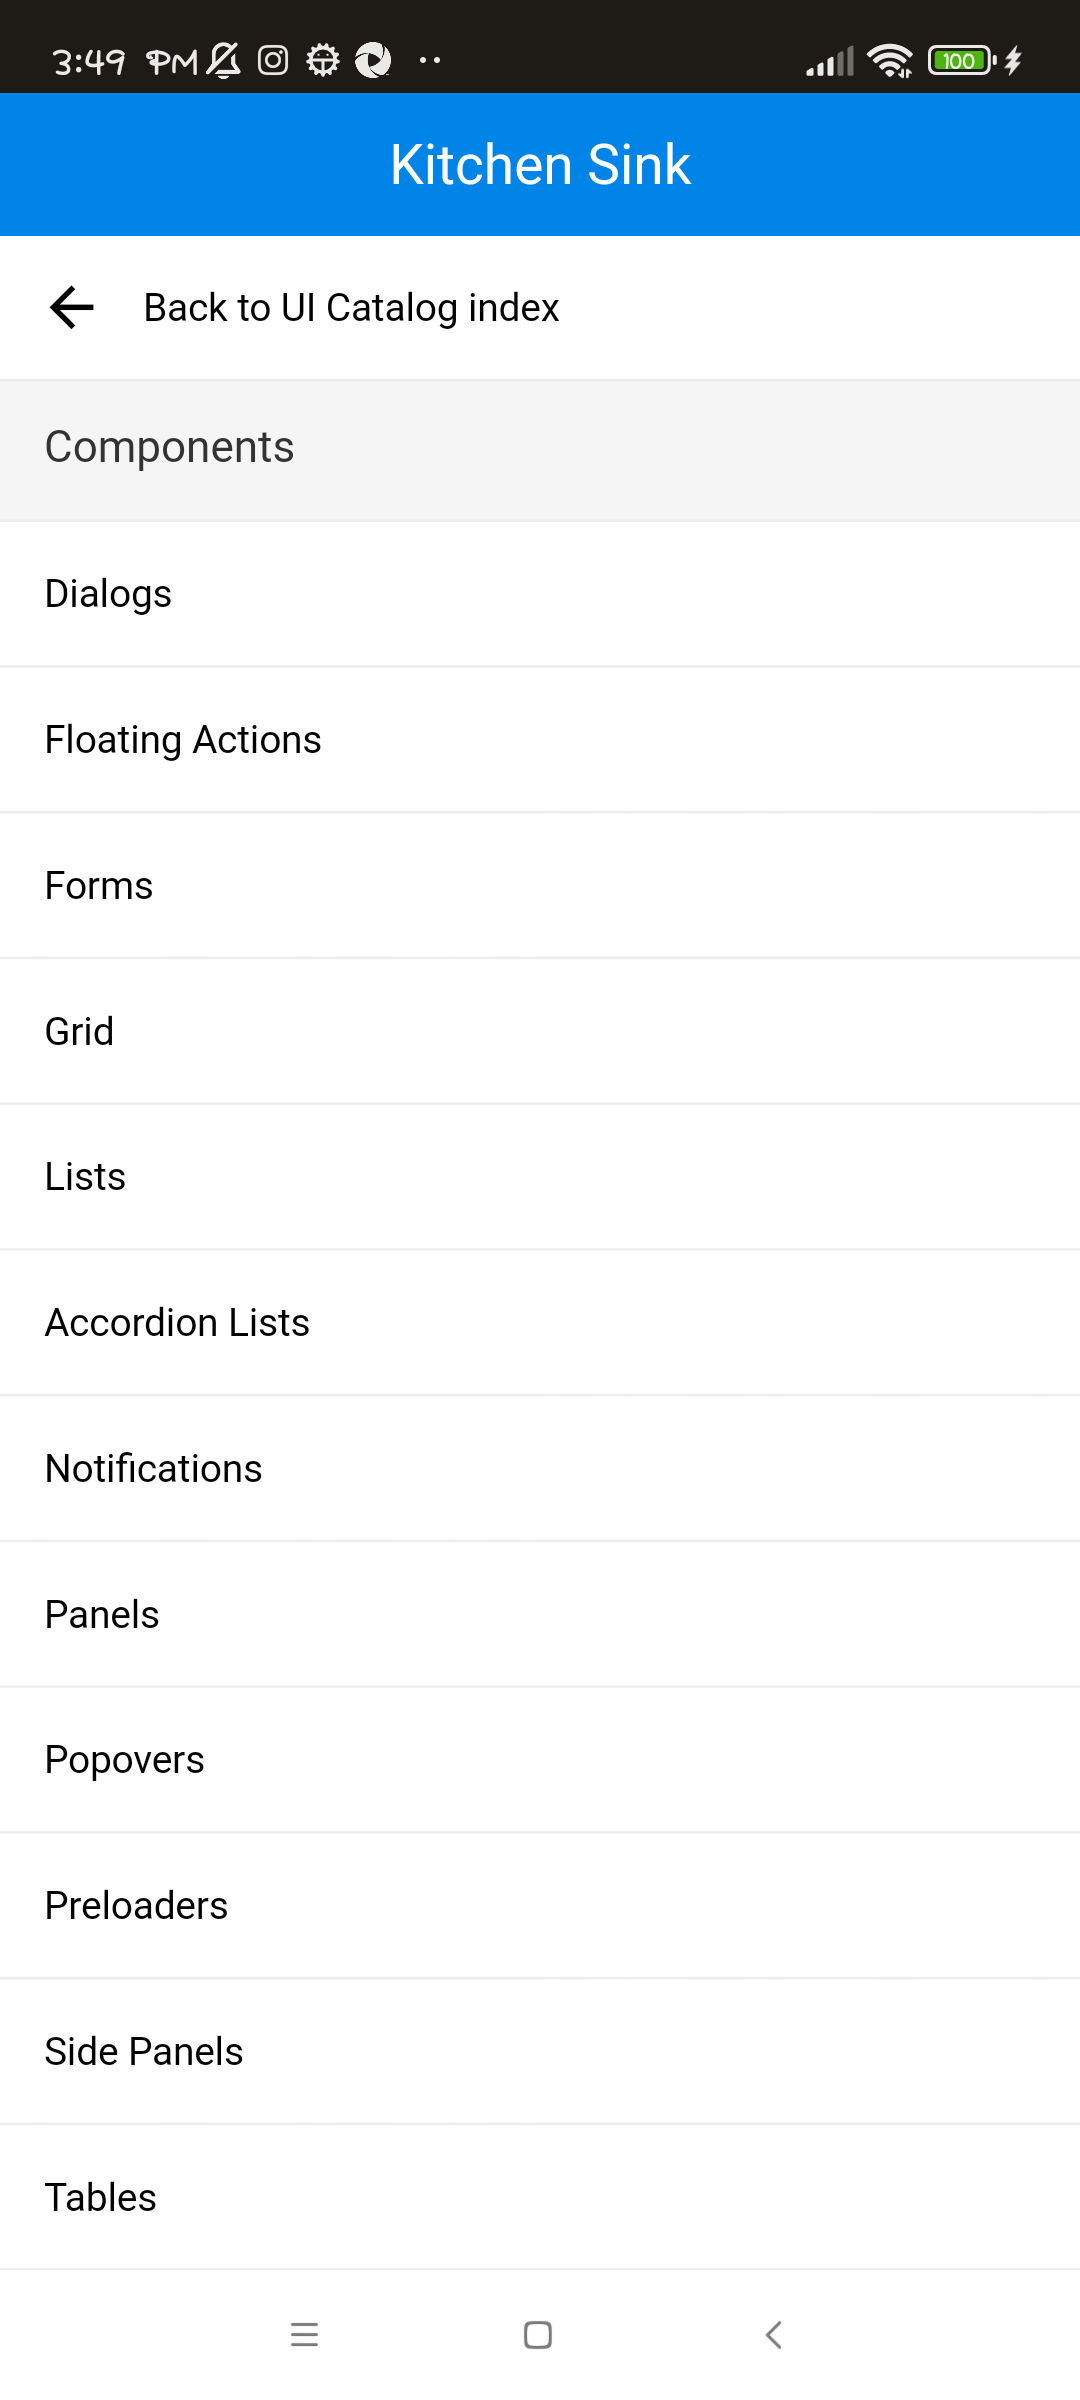 3:49 PM
100
Kitchen Sink
Back to UI Catalog index
Components
Dialogs
Floating Actions
Forms
Grid
Lists
Accordion Lists
Notifications
Panels
Popovers
Preloaders
Side Panels
Tables